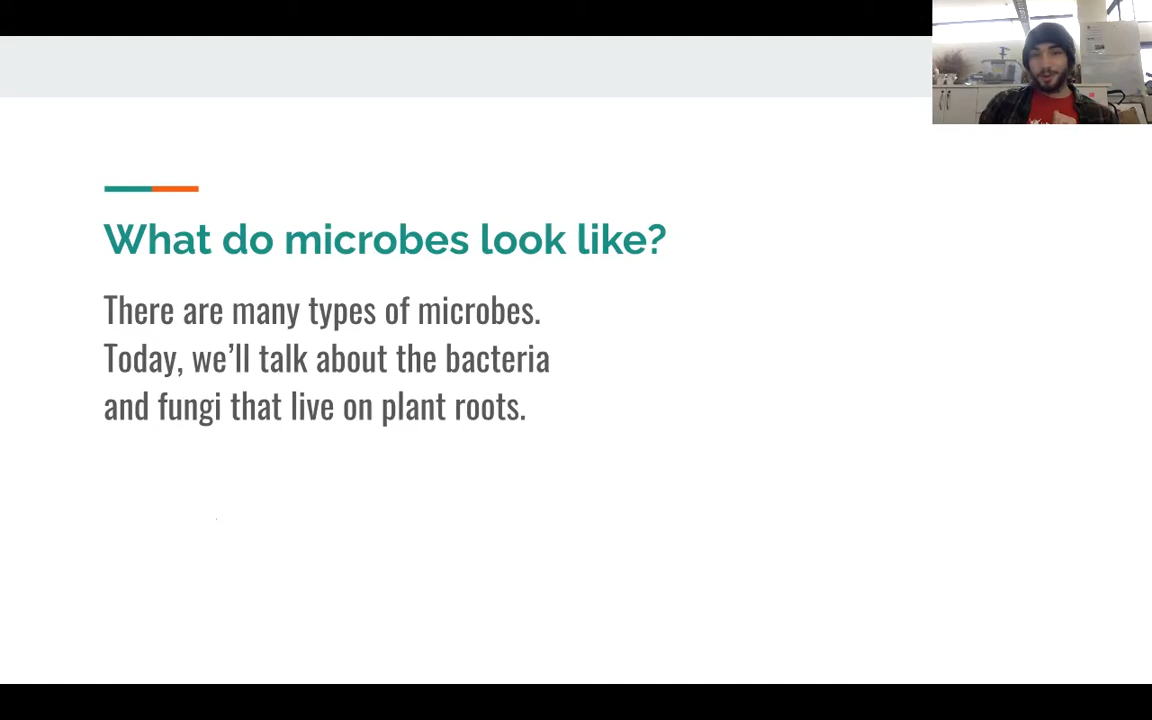 What do microbes look like?
There are many types of microbes.
Today, we’ll talk about the bacteria
and fungi that live on plant roots.